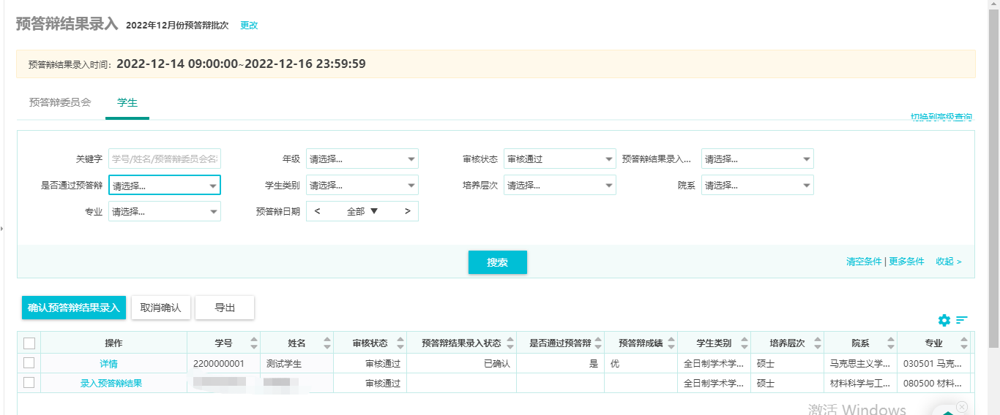 预答辩结果录入 2022年12月份预答辩批次 更改
预答辩结果录入时间: 2022-12-14 09:00:00~2022-12-16 23:59:59
预答辩委员会 学生
切换到高级查询
关键字 学号/姓名/预答辩委员会名 年级 请选择... 审核状态 审核通过 预答辩结果录入... 请选择...
是否通过预答辩 请选择... 学生类别 请选择... 培养层次 请选择... 院系 请选择...
专业 请选择... 预答辩日期 < 全部 ▼ >
搜索 清空条件 | 更多条件 收起 >
确认预答辩结果录入 取消确认 导出
操作 学号 姓名 审核状态 预答辩结果录入状态 是否通过预答辩 预答辩成绩 学生类别 培养层次 院系 专业
详情 2200000001 测试学生 审核通过 已确认 是 优 全日制学术学... 硕士 马克思主义学... 030501 马克...
录入预答辩结果 审核通过 全日制学术学... 硕士 材料科学与工... 080500 材料...
激活 Windows